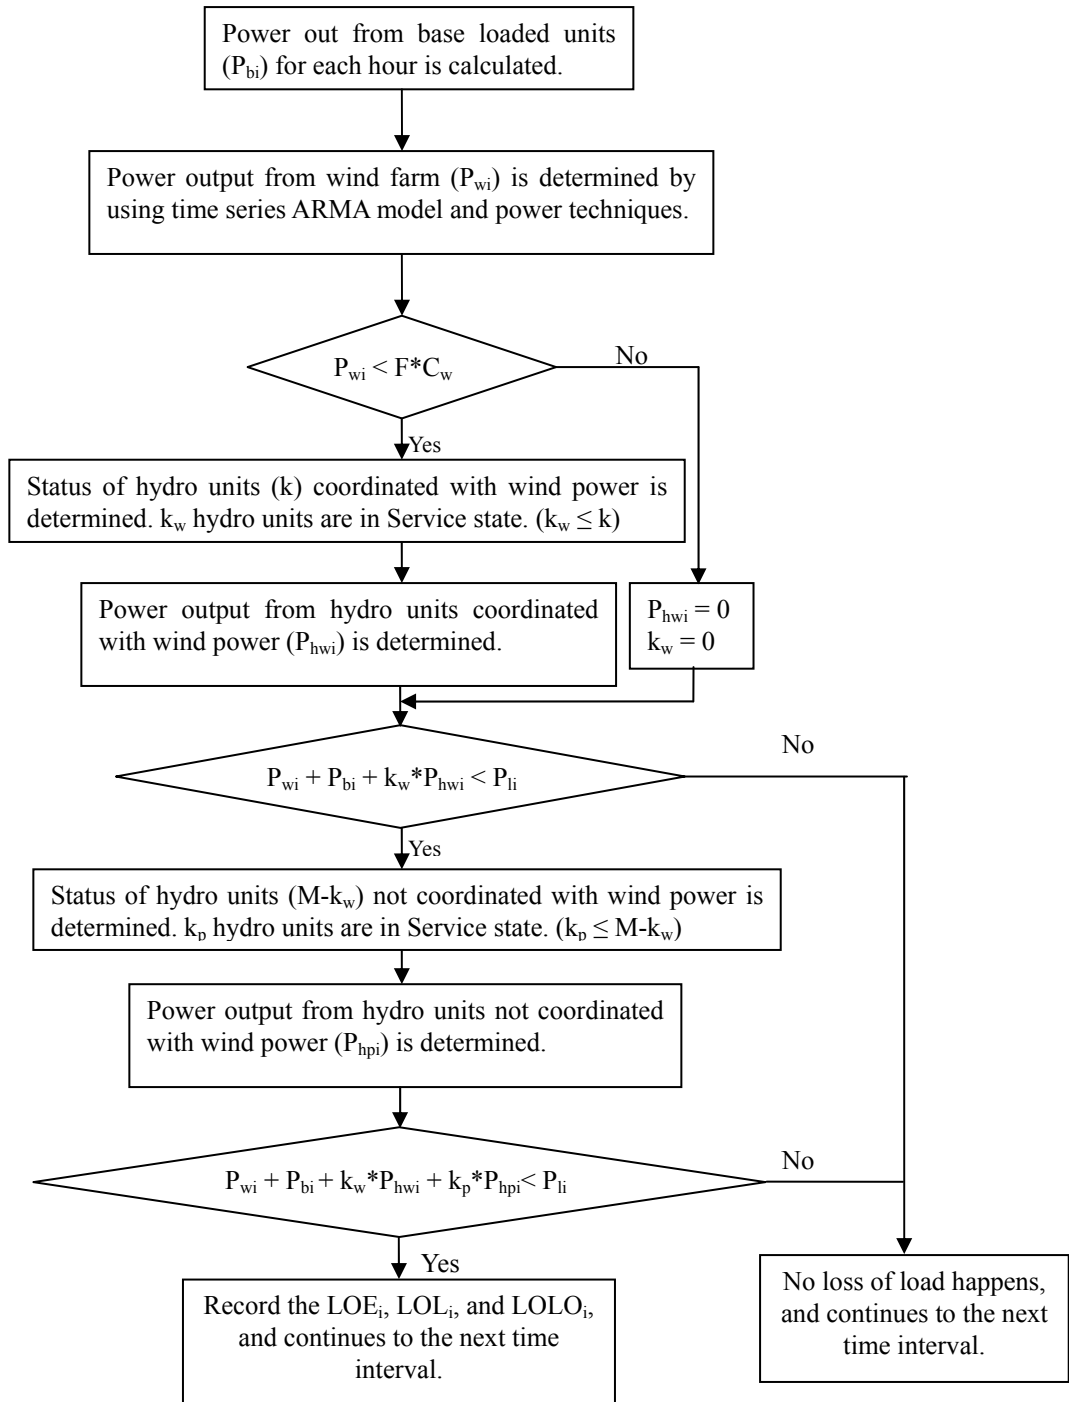 Power out from base loaded units
(Pbi) for each hour is calculated.
Power output from wind farm (Pwi) is determined by
using time series ARMA model and power techniques.
Pwi < F*Cw
No
Yes
Status of hydro units (k) coordinated with wind power is
determined. kw hydro units are in Service state. (kw ≤ k)
Power output from hydro units coordinated
with wind power (Phwi) is determined.
Phwi = 0
kw = 0
Pwi + Pbi + kw*Phwi < Pli
No
Yes
Status of hydro units (M-kw) not coordinated with wind power is
determined. kp hydro units are in Service state. (kp ≤ M-kw)
Power output from hydro units not coordinated
with wind power (Phpi) is determined.
Pwi + Pbi + kw*Phwi + kp*Phpi< Pli
No
Yes
Record the LOEi, LOLi, and LOLOi,
and continues to the next time
interval.
No loss of load happens,
and continues to the next
time interval.